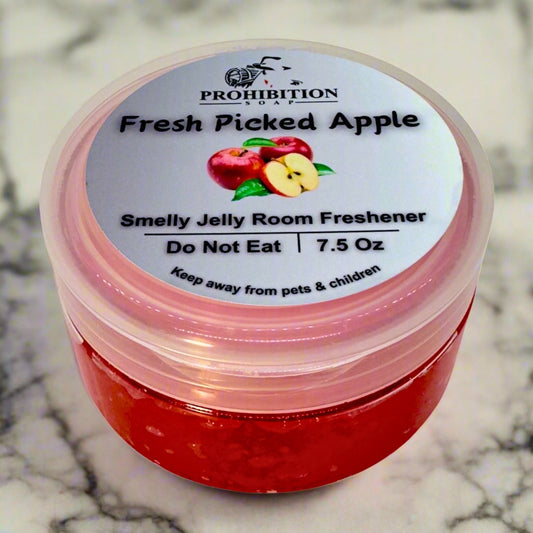 PROHIBITION
SOAP
Fresh Picked Apple
Smelly Jelly Room Freshener
Do Not Eat | 7.5 Oz
Keep away from pets & children